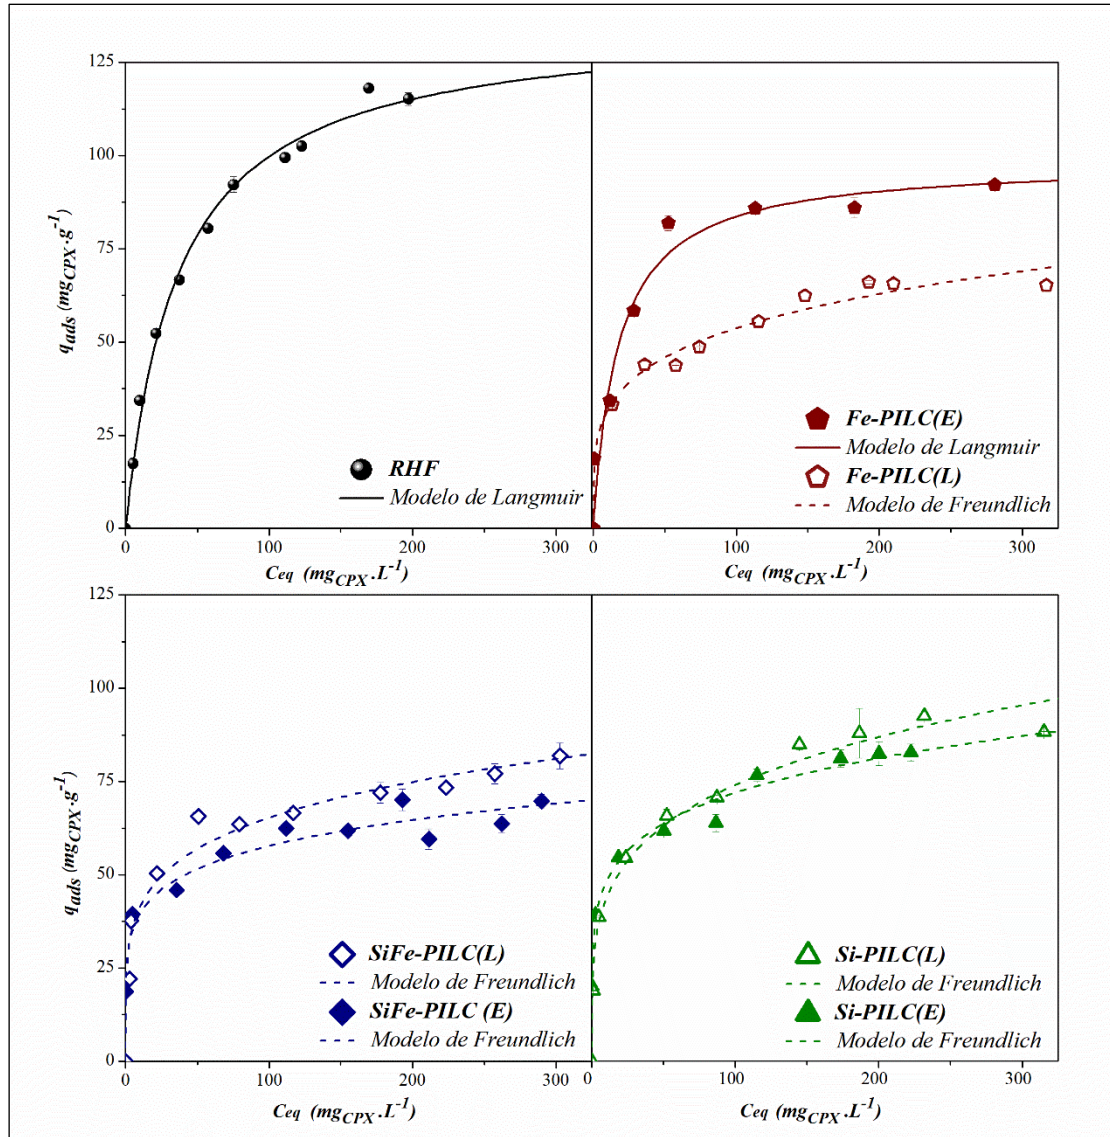 125
100
75
50
25
0
q_ads (mg_CPX·g^-1)
RHF
Modelo de Langmuir
0 100 200 300
Ceq (mg_CPX.L^-1)
Fe-PILC(E)
Modelo de Langmuir
Fe-PILC(L)
Modelo de Freundlich
0 100 200 300
Ceq (mg_CPX.L^-1)
125
100
75
50
25
0
q_ads (mg_CPX·g^-1)
SiFe-PILC(L)
Modelo de Freundlich
SiFe-PILC (E)
Modelo de Freundlich
0 100 200 300
Ceq (mg_CPX.L^-1)
Si-PILC(L)
Modelo de Freundlich
Si-PILC(E)
Modelo de Freundlich
0 100 200 300
Ceq (mg_CPX.L^-1)